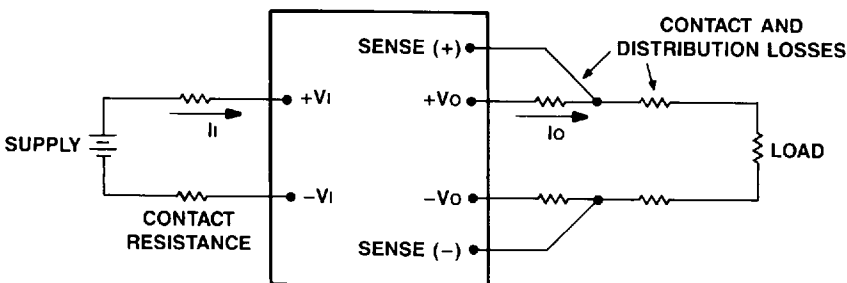 CONTACT AND
DISTRIBUTION LOSSES
SENSE (+)
+VI
+VO
II
IO
SUPPLY
LOAD
−VI
−VO
CONTACT
RESISTANCE
SENSE (−)